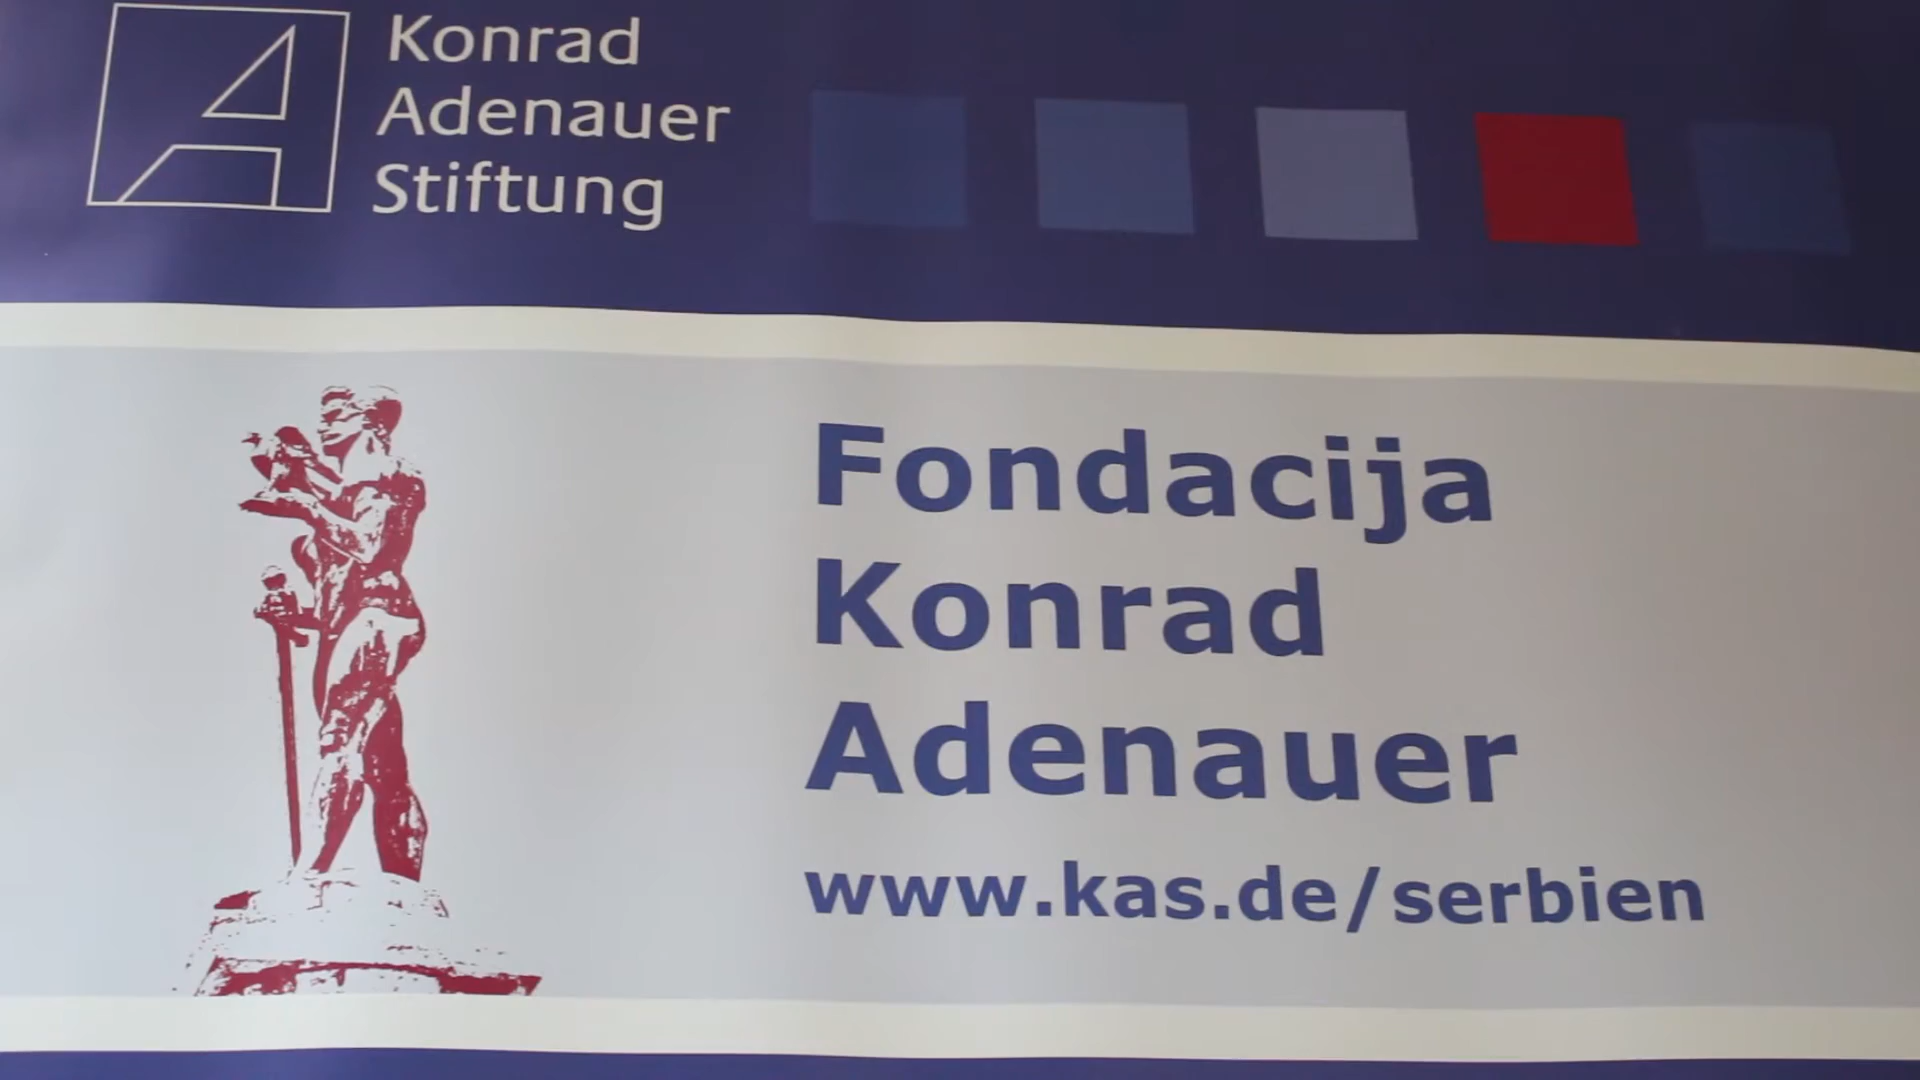 Konrad
Adenauer
Stiftung
Fondacija
Konrad
Adenauer
www.kas.de/serbien